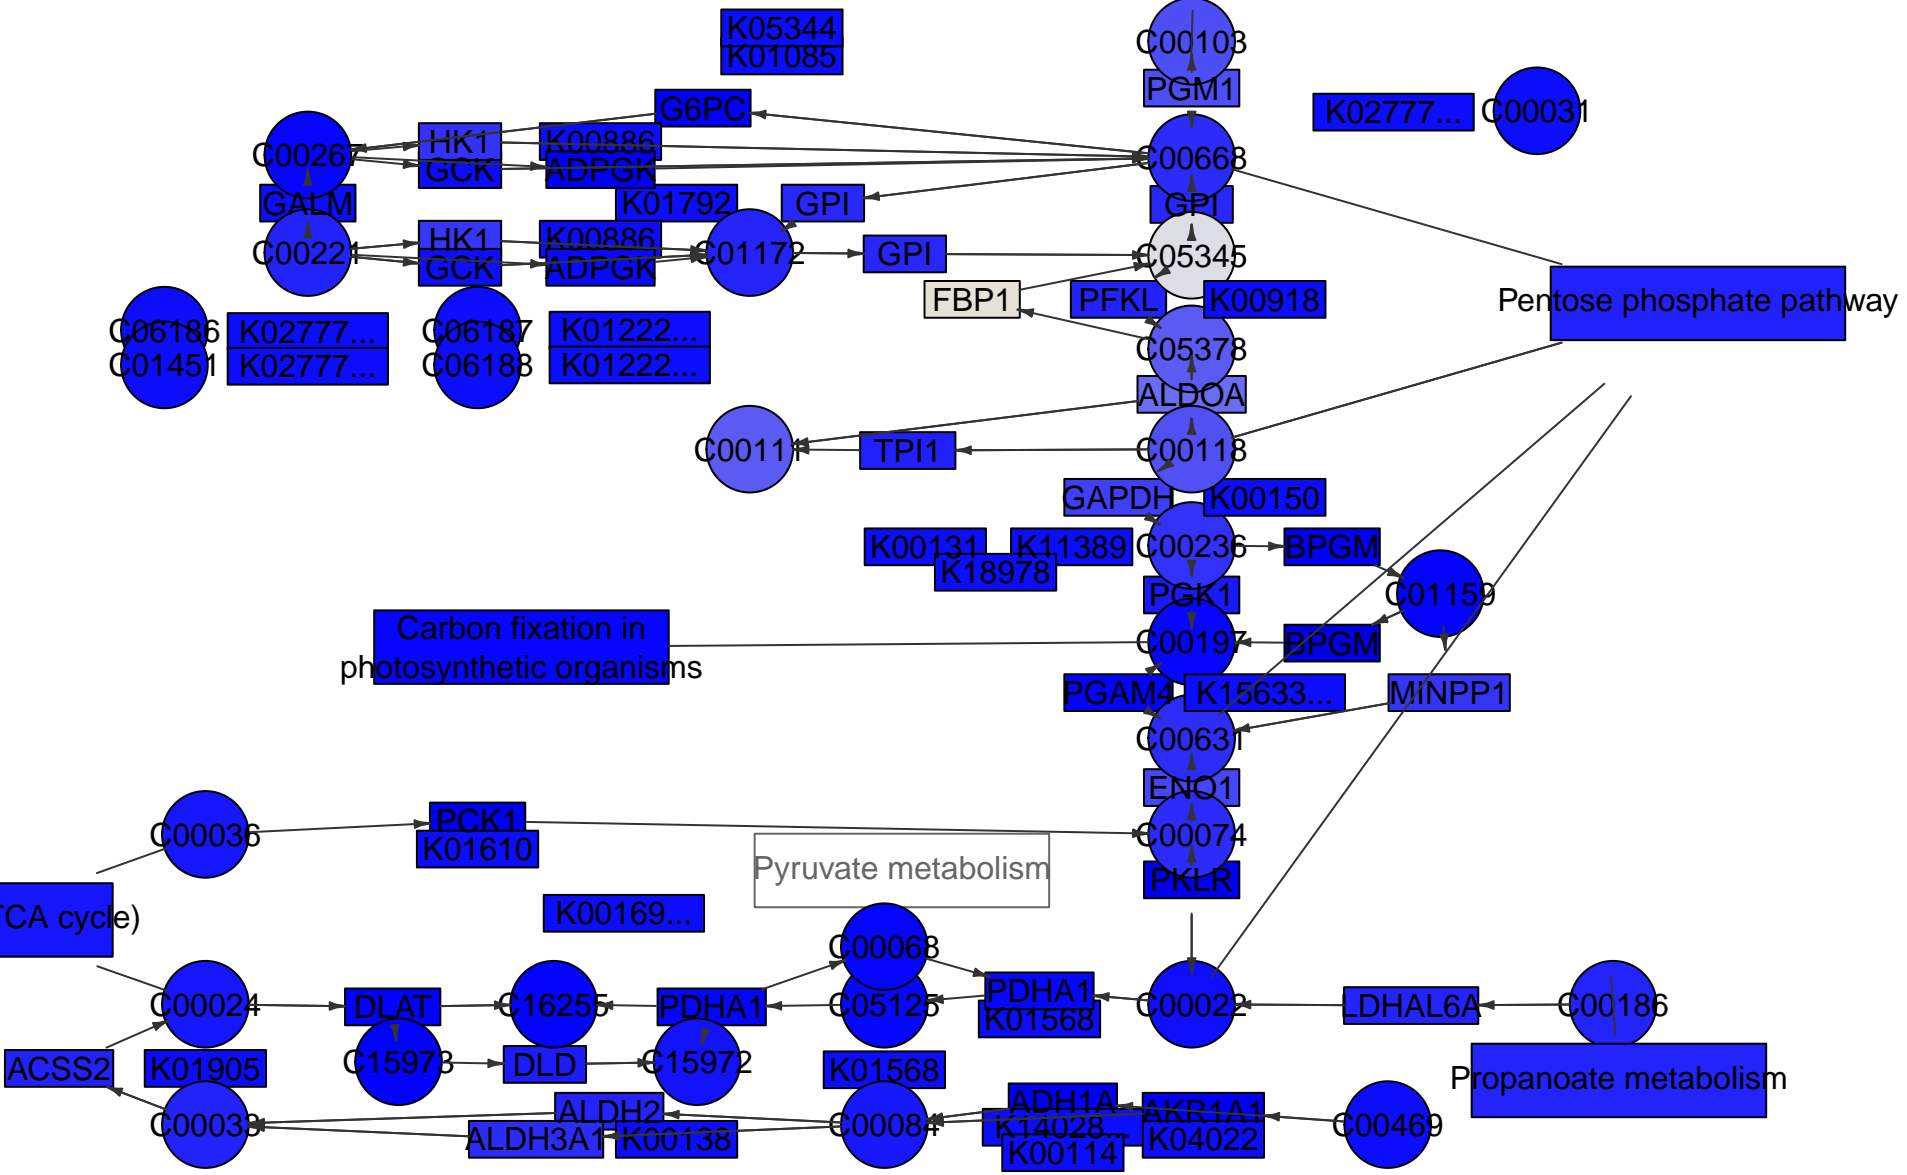 K05344
K01085
C00103
PGM1
K02777...
C00031
G6PC
C00267
HK1
K00886
GCK
ADPGK
C00668
GALM
K01792
GPI
GPI
C00221
HK1
K00886
GCK
ADPGK
C01172
GPI
C05345
FBP1
PFKL
K00918
Pentose phosphate pathway
C06186
K02777...
C06187
K01222...
C05378
C01451
K02777...
C06188
K01222...
ALDOA
C00111
TPI1
C00118
GAPDH
K00150
K00131
K11389
C00236
BPGM
K18978
PGK1
C01159
Carbon fixation in
photosynthetic organisms
C00197
BPGM
PGAM4
K15633...
MINPP1
C00631
ENO1
C00036
PCK1
K01610
C00074
Pyruvate metabolism
PKLR
TCA cycle)
K00169...
C00068
C00024
DLAT
C16255
PDHA1
C05125
PDHA1
K01568
C00022
LDHAL6A
C00186
ACSS2
K01905
C15973
DLD
C15972
K01568
Propanoate metabolism
C00033
ALDH2
ALDH3A1
K00138
C00084
ADH1A
K14028...
K00114
AKR1A1
K04022
C00469